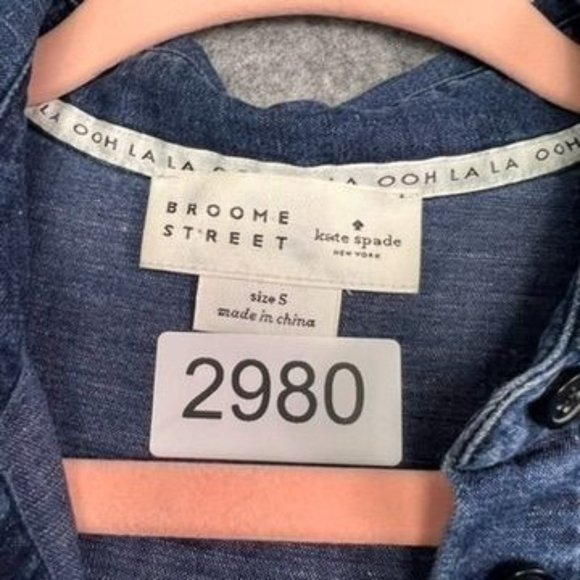 LA OOH LA LA OOH LA OOH LA LA OOH
BROOME
STREET
kate spade
NEW YORK
size S
made in china
2980